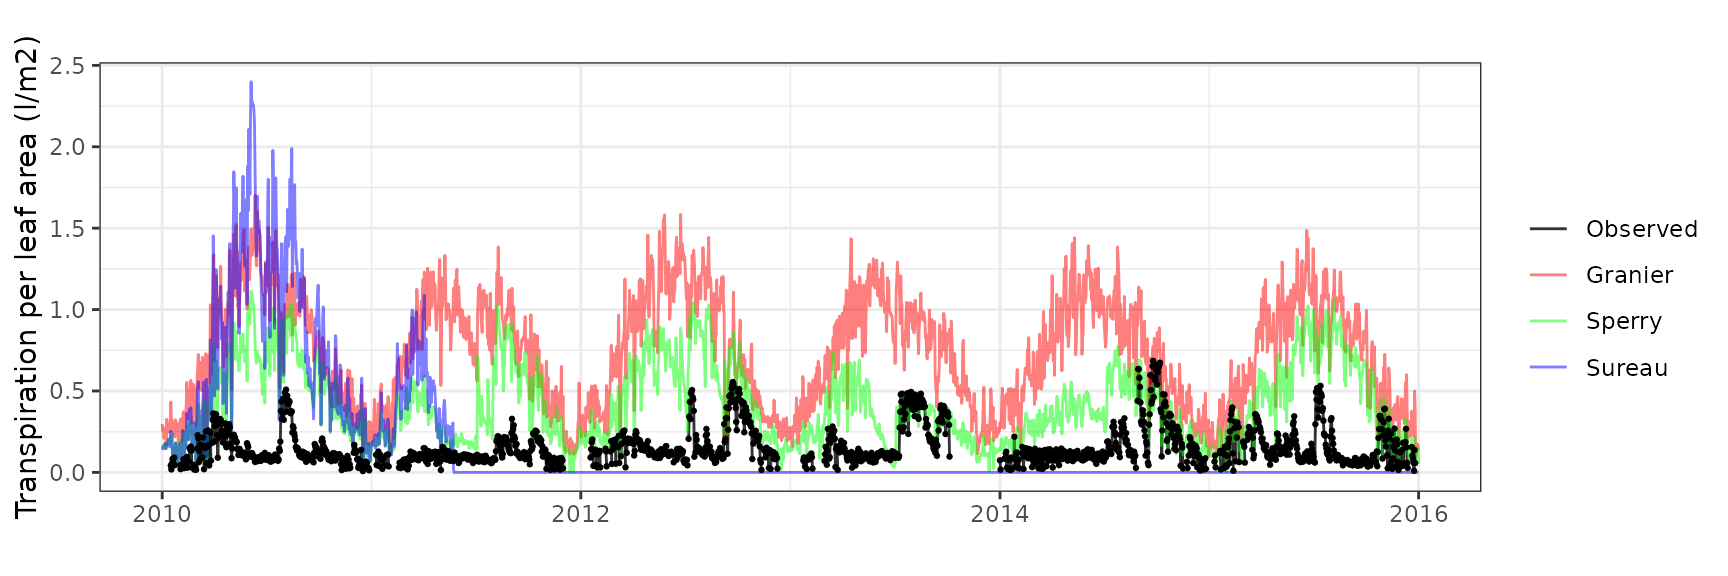 Transpiration per leaf area (l/m2)
2.5
2.0
1.5
1.0
0.5
0.0
2010
2012
2014
2016
Observed
Granier
Sperry
Sureau